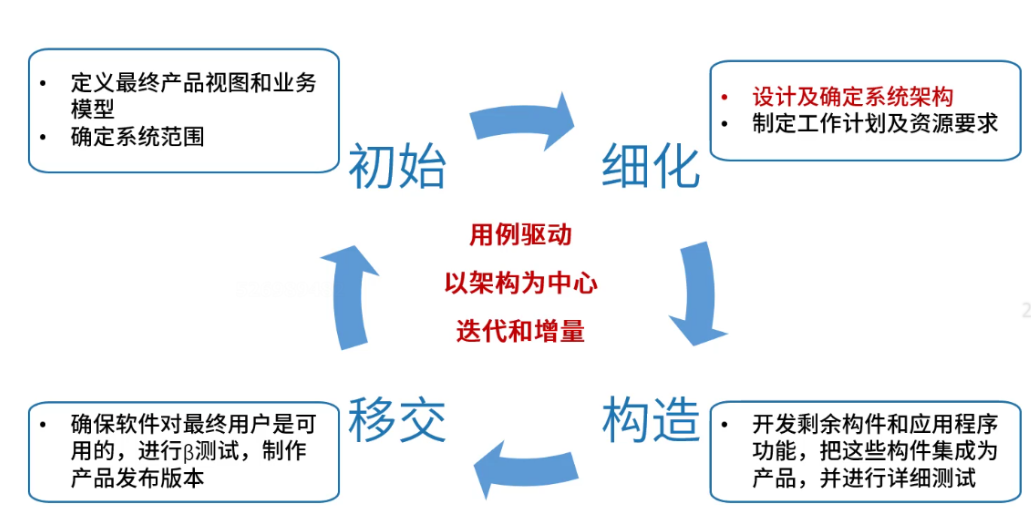 • 定义最终产品视图和业务
模型
• 确定系统范围
• 设计及确定系统架构
• 制定工作计划及资源要求
初始
细化
用例驱动
以架构为中心
迭代和增量
移交
构造
• 确保软件对最终用户是可
用的，进行β测试，制作
产品发布版本
• 开发剩余构件和应用程序
功能，把这些构件集成为
产品，并进行详细测试
2